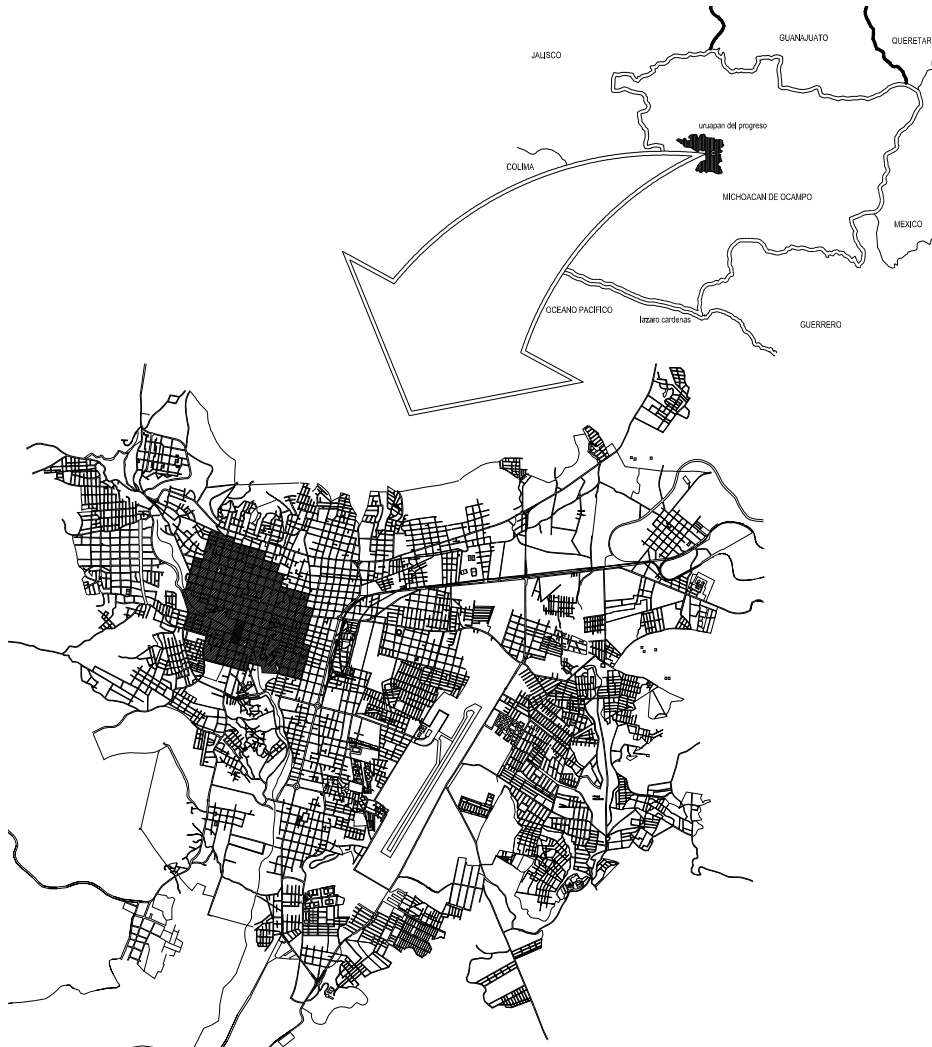 GUANAJUATO
QUERETAR
JALISCO
uruapan del progreso
COLIMA
MICHOACAN DE OCAMPO
MEXICO
OCEANO PACIFICO
lazaro cardenas
GUERRERO